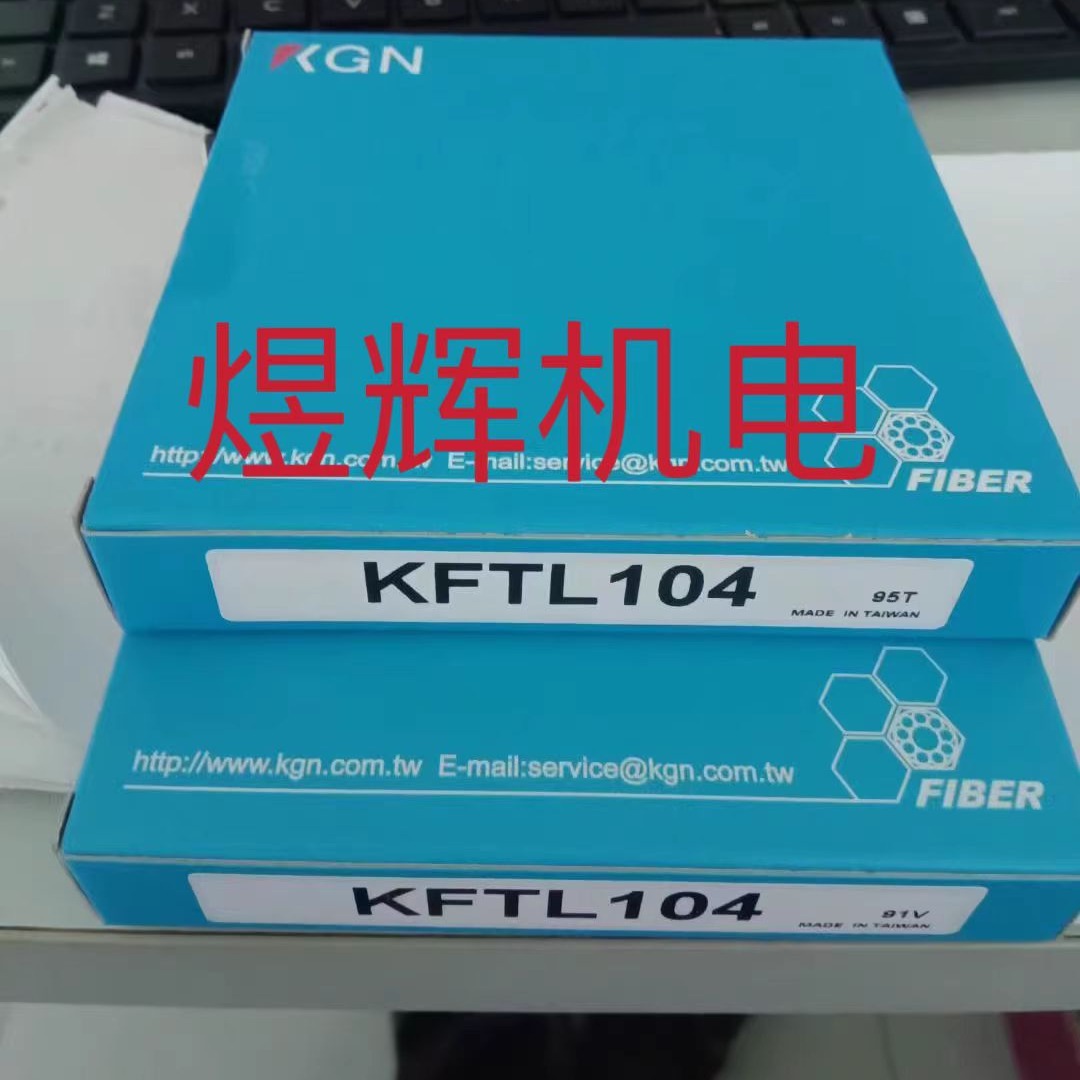 KGN
煜辉机电
http://www.kgn.com.tw E-mail:service@kgn.com.tw
FIBER
KFTL104
95T
MADE IN TAIWAN
http://www.kgn.com.tw E-mail:service@kgn.com.tw
FIBER
KFTL104
91V
MADE IN TAIWAN